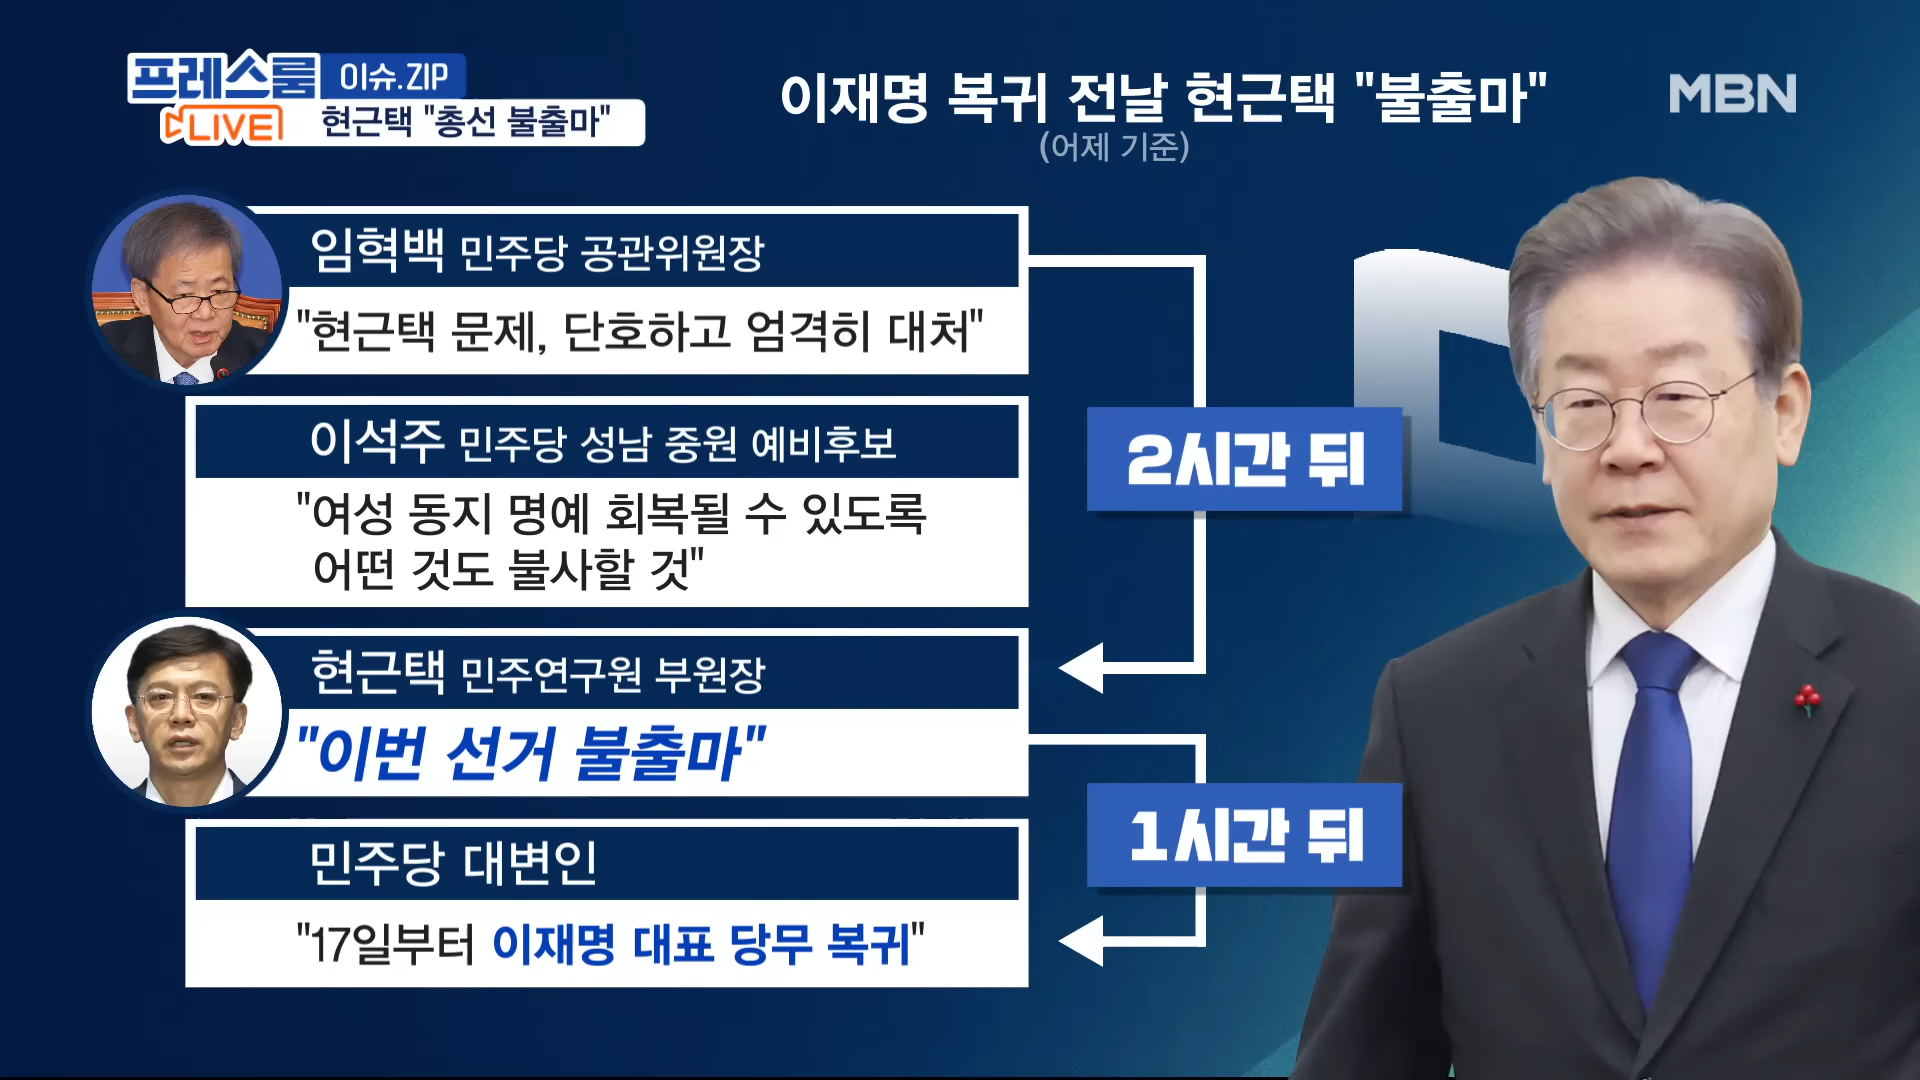 프레스룸 이슈.ZIP
LIVE 현근택 "총선 불출마"
이재명 복귀 전날 현근택 "불출마"
(어제 기준)
MBN
임혁백 민주당 공관위원장
"현근택 문제, 단호하고 엄격히 대처"
이석주 민주당 성남 중원 예비후보
"여성 동지 명예 회복될 수 있도록
어떤 것도 불사할 것"
2시간 뒤
현근택 민주연구원 부원장
"이번 선거 불출마"
1시간 뒤
민주당 대변인
"17일부터 이재명 대표 당무 복귀"